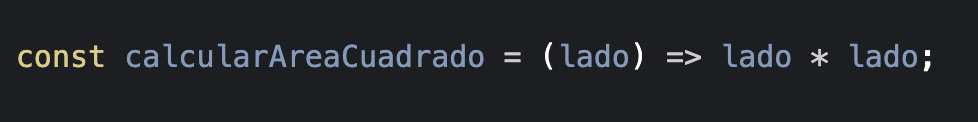 const calcularAreaCuadrado = (lado) => lado * lado;